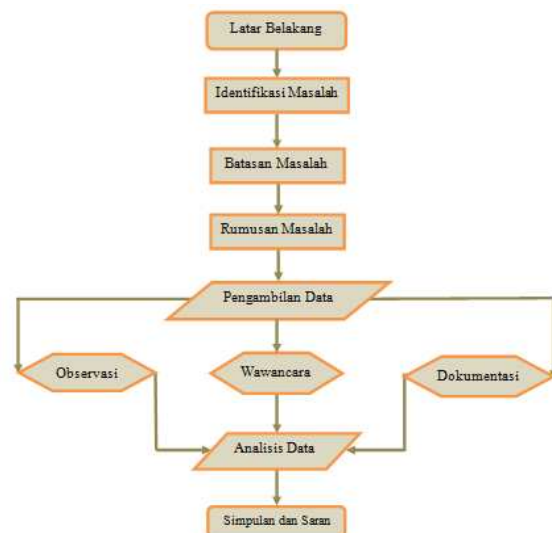 Latar Belakang
Identifikasi Masalah
Batasan Masalah
Rumusan Masalah
Pengambilan Data
Observasi
Wawancara
Dokumentasi
Analisis Data
Simpulan dan Saran